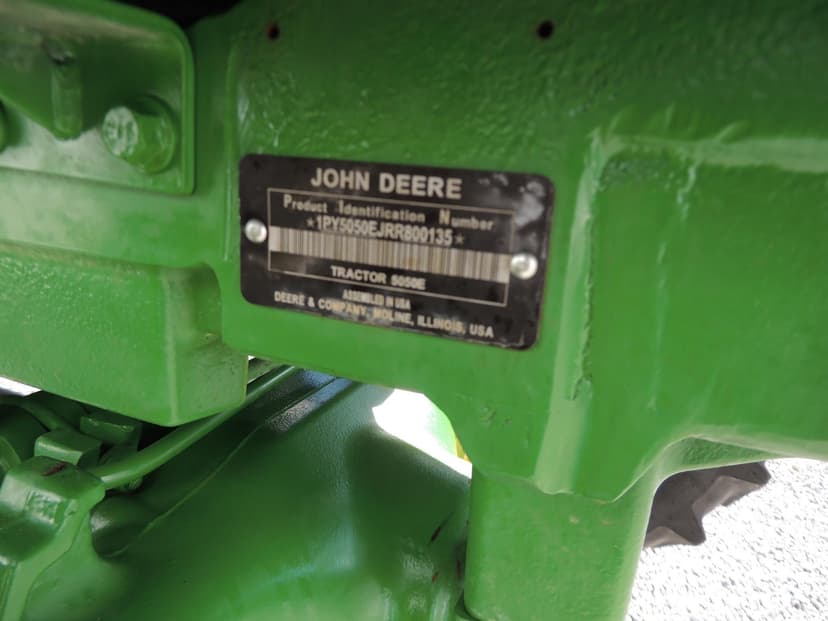 JOHN DEERE
Product Identification Number
*1PY5050EJRR800135*
TRACTOR 5050E
ASSEMBLED IN USA
DEERE & COMPANY, MOLINE, ILLINOIS, USA